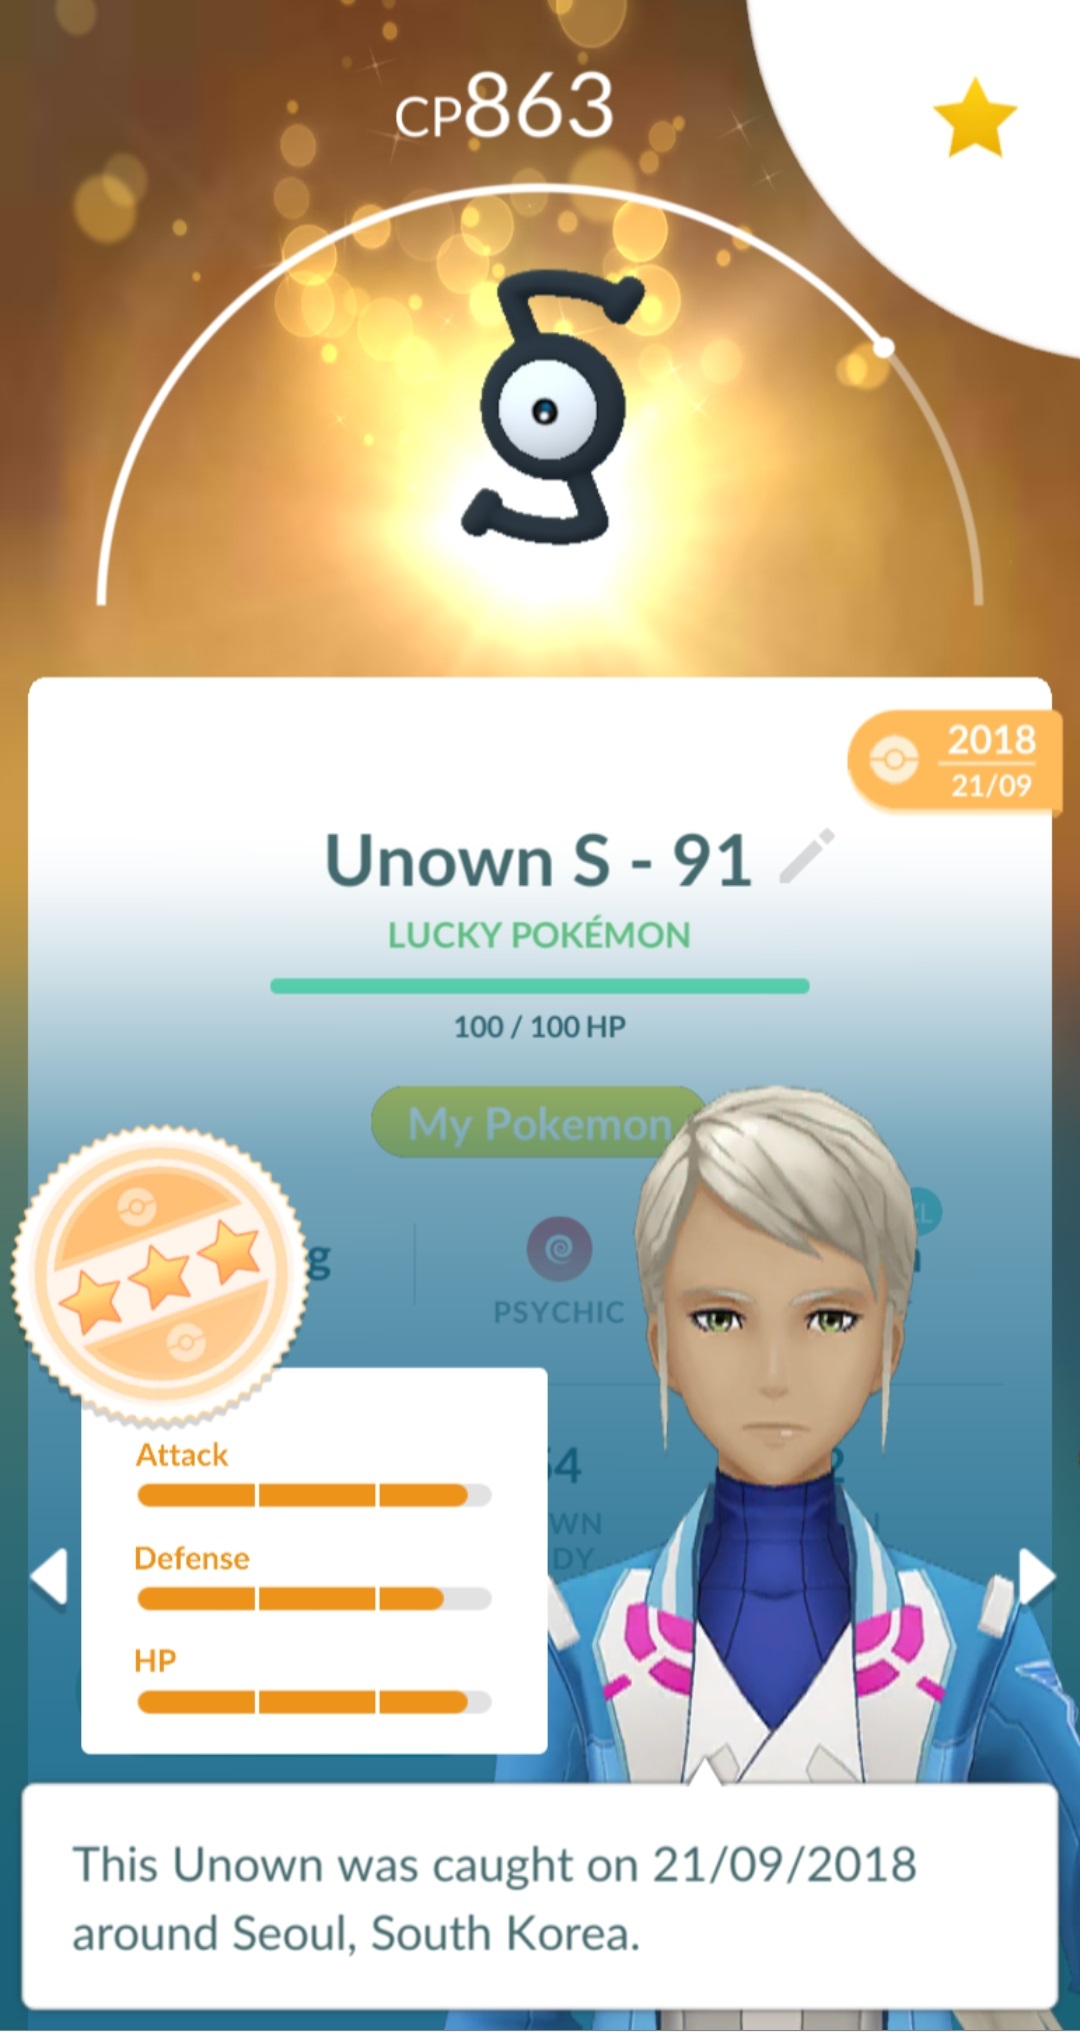 CP863
2018
21/09
Unown S - 91
LUCKY POKÉMON
100 / 100 HP
My Pokemon
g
PSYCHIC
Attack
Defense
HP
This Unown was caught on 21/09/2018
around Seoul, South Korea.